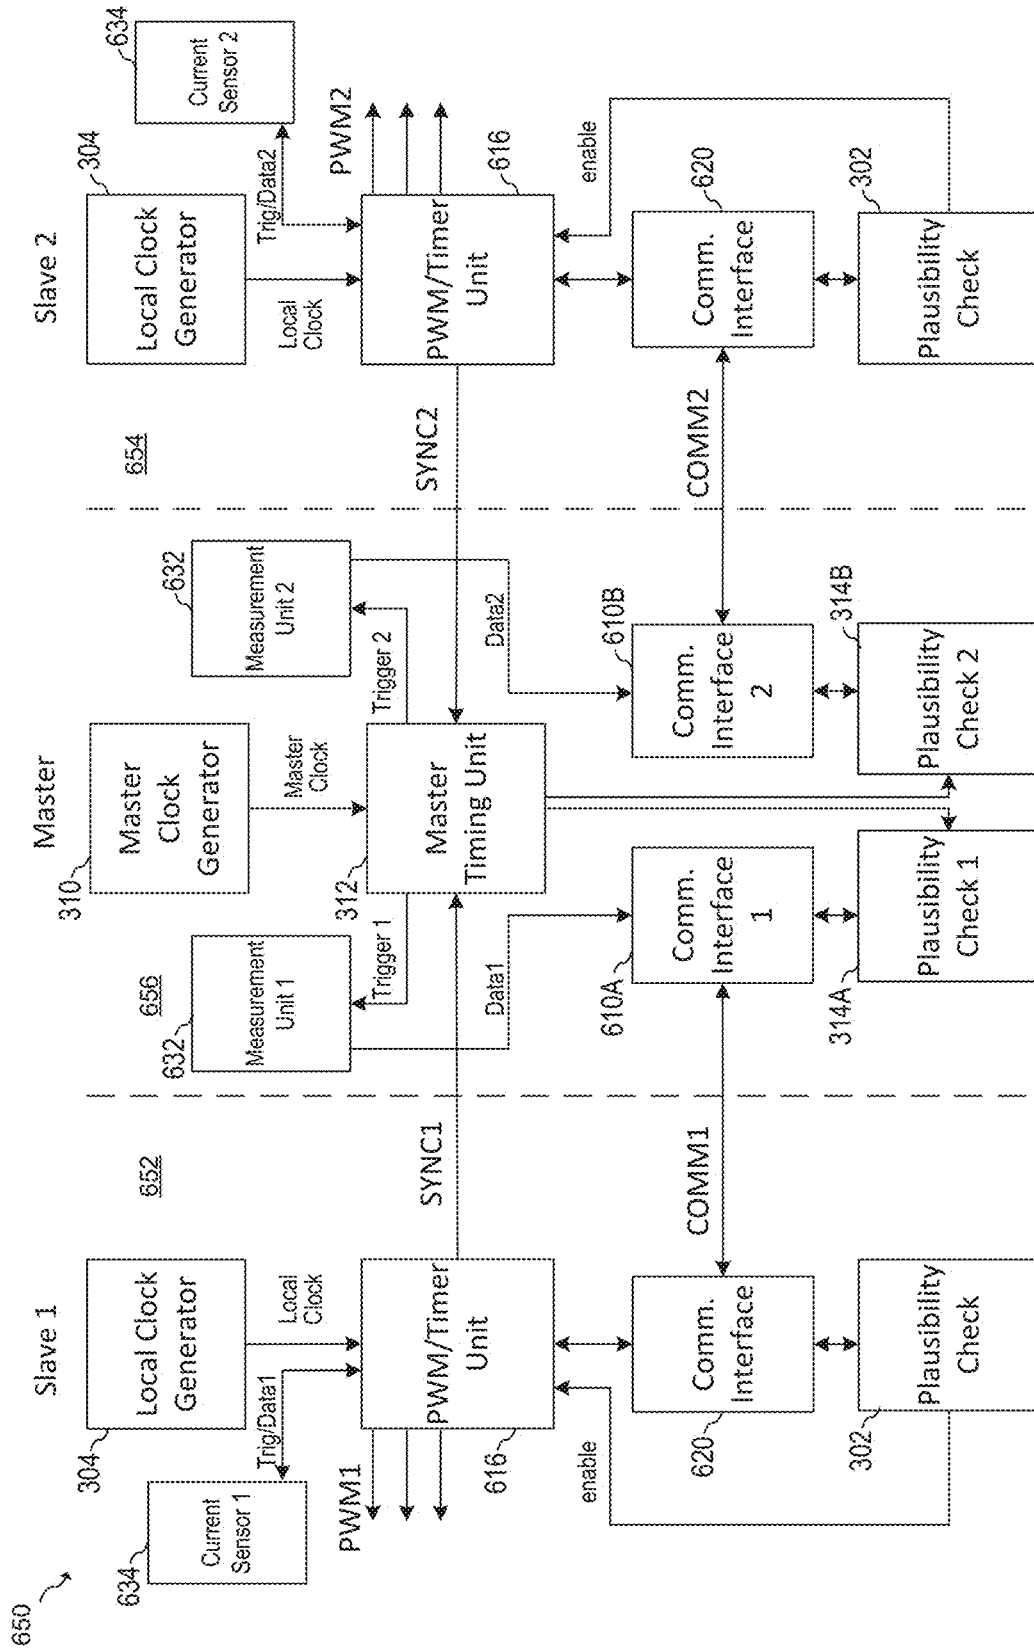 650
Slave 1
Master
Slave 2
652
656
654
634
Current
Sensor 1
304
Local Clock
Generator
Trig/Data1
Local
Clock
PWM1
PWM/Timer
Unit
616
SYNC1
enable
620
Comm.
Interface
COMM1
302
Plausibility
Check
632
Measurement
Unit 1
310
Master
Clock
Generator
632
Measurement
Unit 2
Trigger 1
Master
Clock
Trigger 2
312
Master
Timing Unit
Data1
Data2
610A
Comm.
Interface
1
610B
Comm.
Interface
2
314A
Plausibility
Check 1
314B
Plausibility
Check 2
304
Local Clock
Generator
634
Current
Sensor 2
Local
Clock
Trig/Data2
PWM2
SYNC2
PWM/Timer
Unit
616
enable
COMM2
Comm.
Interface
620
Plausibility
Check
302